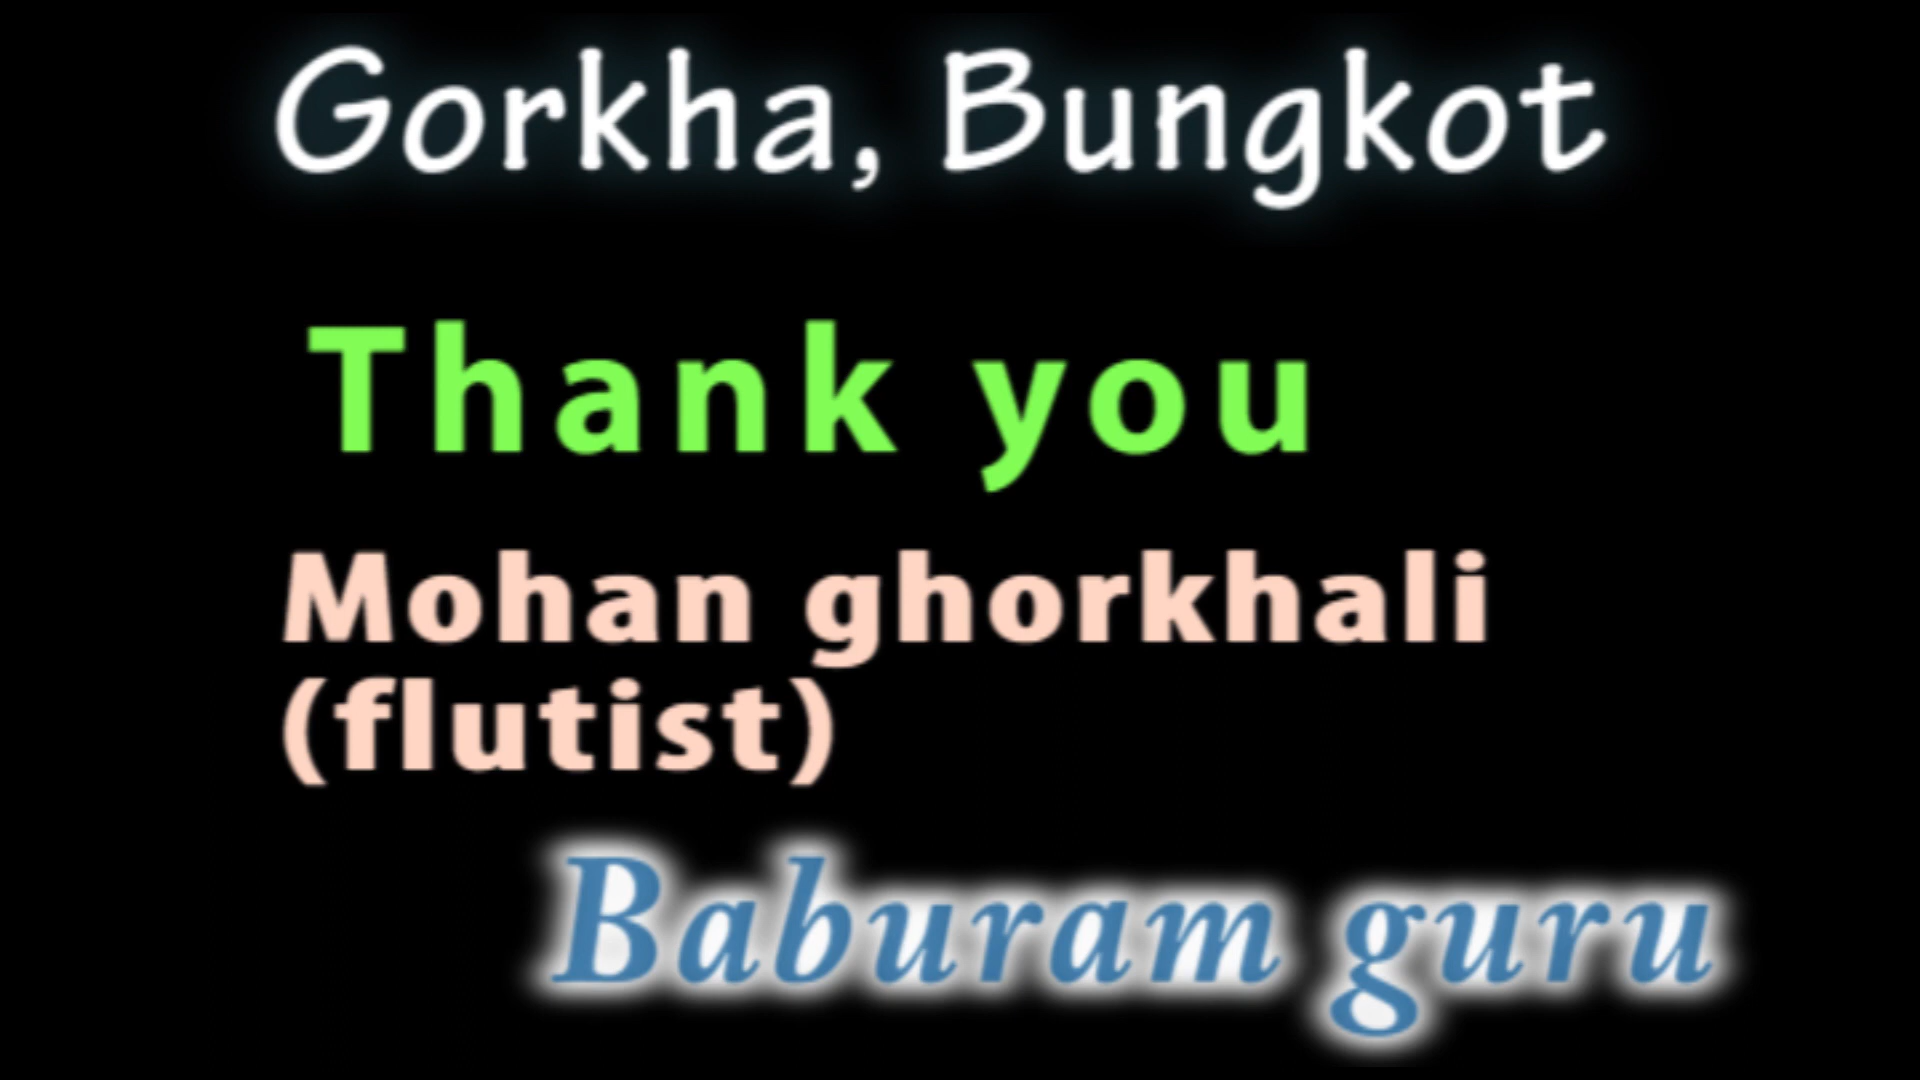 Gorkha, Bungkot
Thank you
Mohan ghorkhali
(flutist)
Baburam guru